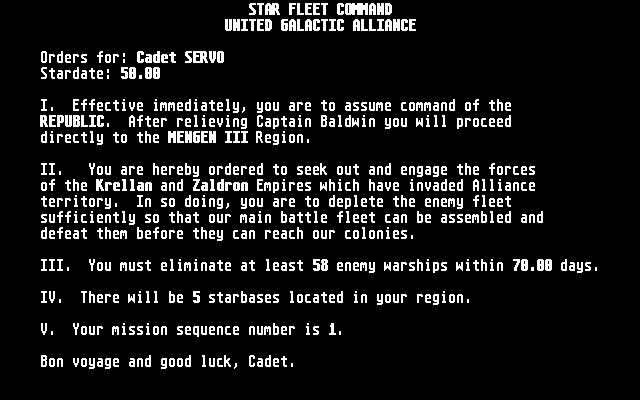 STAR FLEET COMMAND
UNITED GALACTIC ALLIANCE
Orders for: Cadet SERVO
Stardate: 50.00
I.  Effective immediately, you are to assume command of the
REPUBLIC.  After relieving Captain Baldwin you will proceed
directly to the MENGEN III Region.
II.  You are hereby ordered to seek out and engage the forces
of the Krellan and Zaldron Empires which have invaded Alliance
territory.  In so doing, you are to deplete the enemy fleet
sufficiently so that our main battle fleet can be assembled and
defeat them before they can reach our colonies.
III.  You must eliminate at least 58 enemy warships within 70.00 days.
IV.  There will be 5 starbases located in your region.
V.  Your mission sequence number is 1.
Bon voyage and good luck, Cadet.